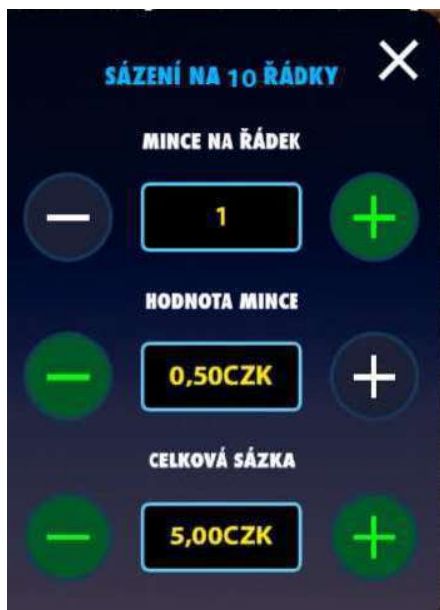 SÁZENÍ NA 10 ŘÁDKY
MINCE NA ŘÁDEK
1
HODNOTA MINCE
0,50CZK
CELKOVÁ SÁZKA
5,00CZK